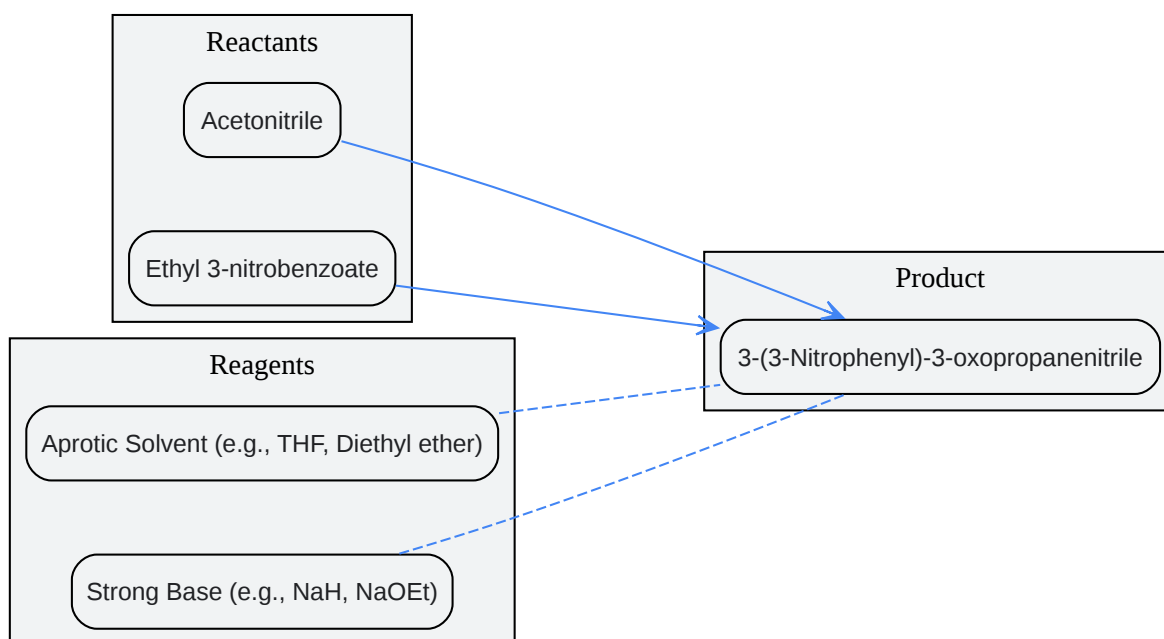 Reactants
Acetonitrile
Ethyl 3-nitrobenzoate
Reagents
Aprotic Solvent (e.g., THF, Diethyl ether)
Strong Base (e.g., NaH, NaOEt)
Product
3-(3-Nitrophenyl)-3-oxopropanenitrile